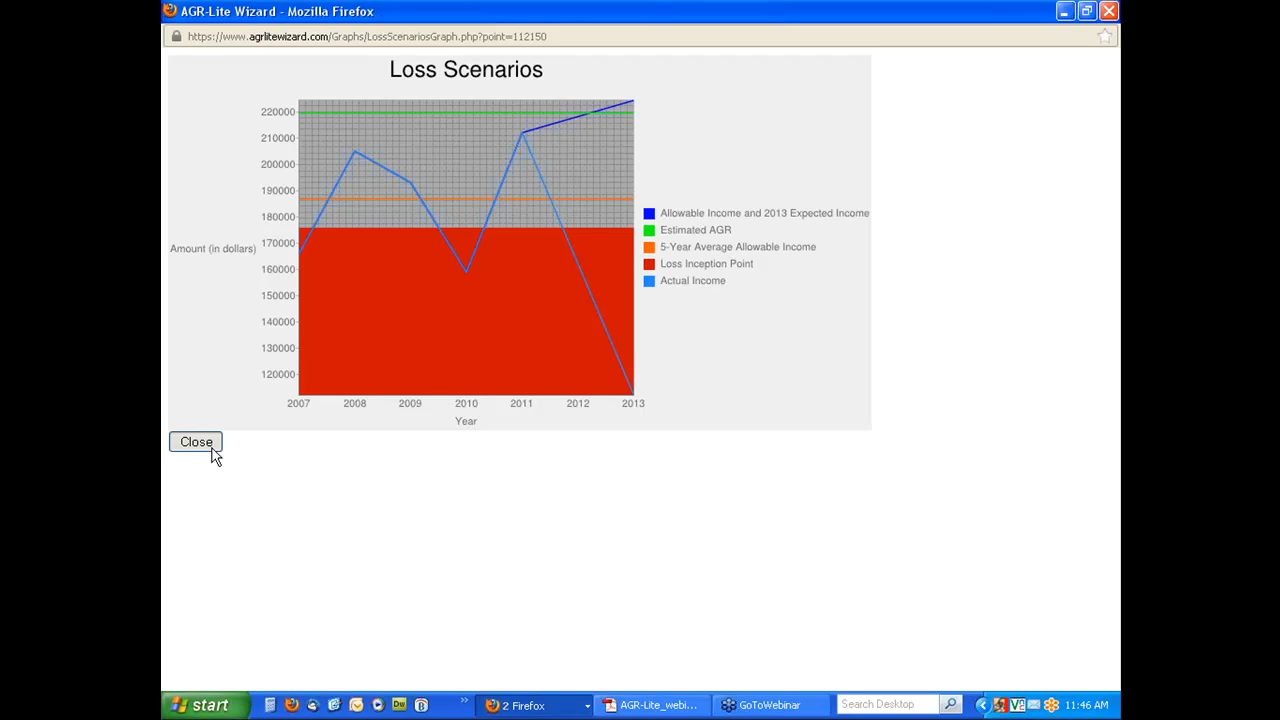 AGR-Lite Wizard - Mozilla Firefox
https://www.agrlitewizard.com/Graphs/LossScenariosGraph.php?point=112150
Loss Scenarios
220000
210000
200000
190000
180000
170000
160000
150000
140000
130000
120000
Amount (in dollars)
2007 2008 2009 2010 2011 2012 2013
Year
Allowable Income and 2013 Expected Income
Estimated AGR
5-Year Average Allowable Income
Loss Inception Point
Actual Income
Close
start
2 Firefox
AGR-Lite_webi...
GoToWebinar
Search Desktop
11:46 AM